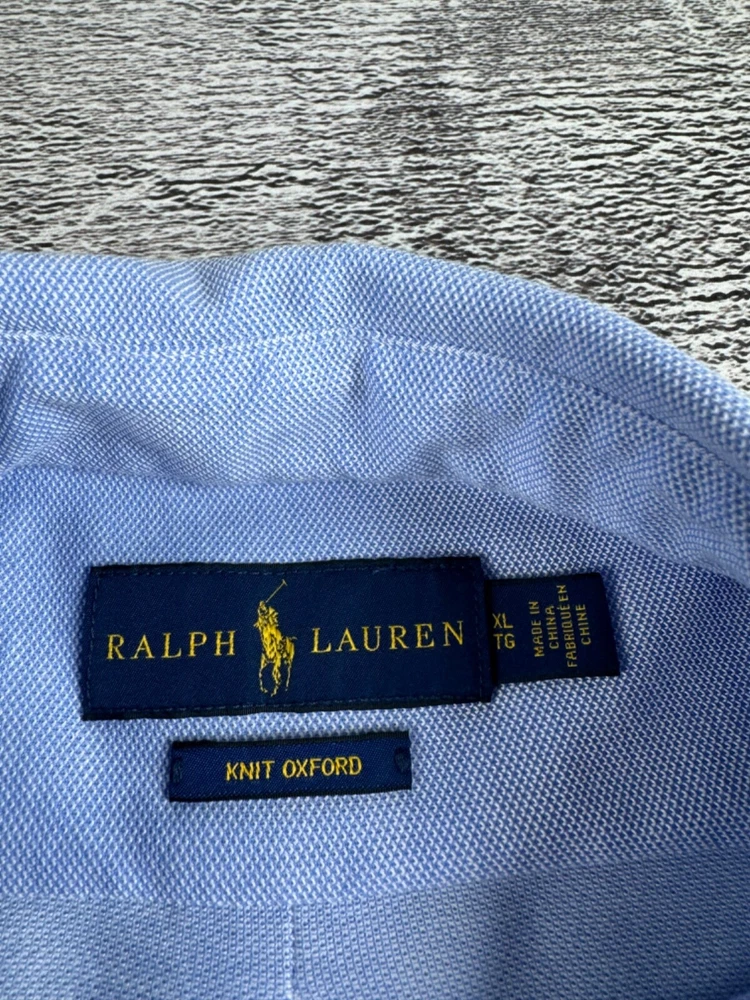 RALPH LAUREN
XL
TG
MADE IN
CHINA
FABRIQUÉ EN
CHINE
KNIT OXFORD